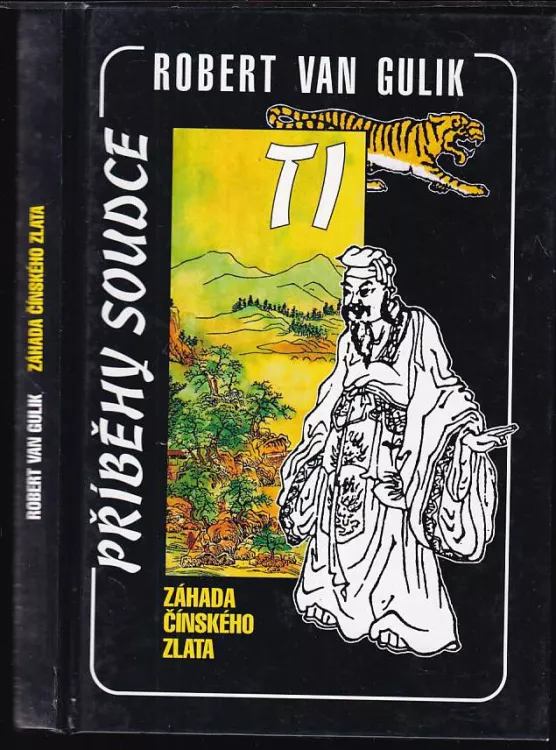 ROBERT VAN GULIK / ZÁHADA ČÍNSKÉHO ZLATA
ROBERT VAN GULIK
PŘÍBĚHY SOUDCE
TI
ZÁHADA
ČÍNSKÉHO
ZLATA